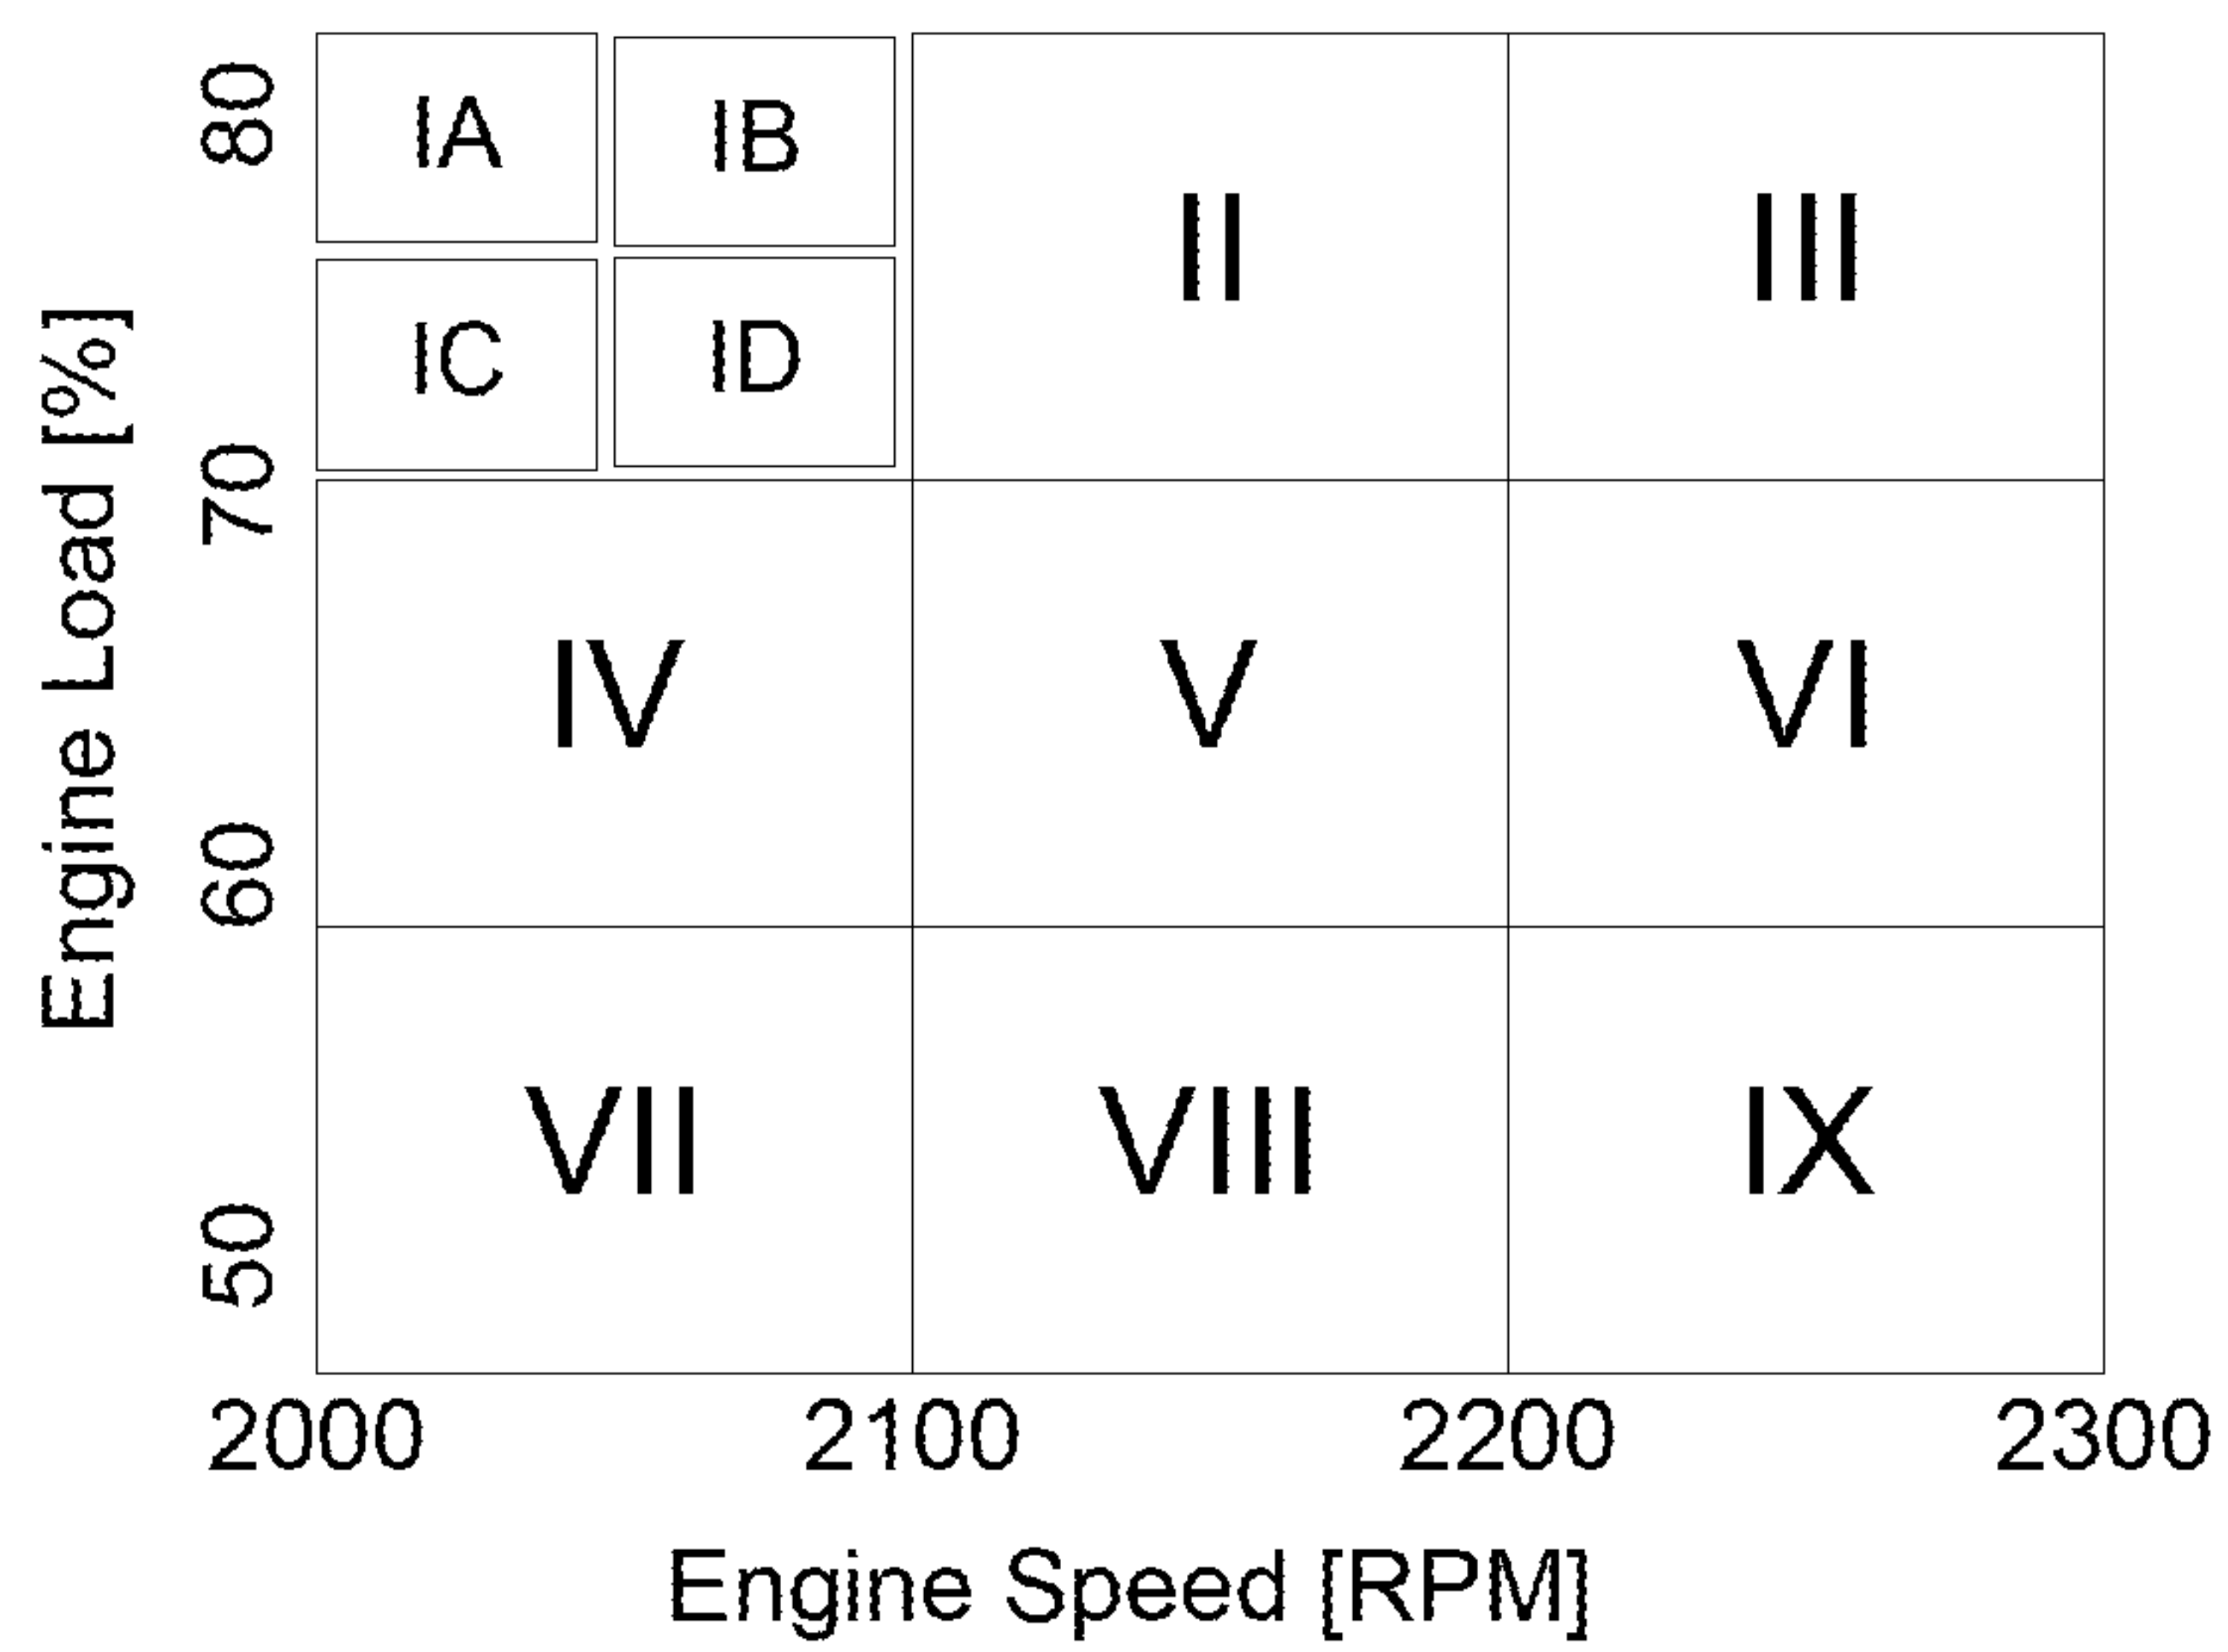 80
70
60
50
Engine Load [%]
IA
IB
IC
ID
II
III
IV
V
VI
VII
VIII
IX
2000
2100
2200
2300
Engine Speed [RPM]